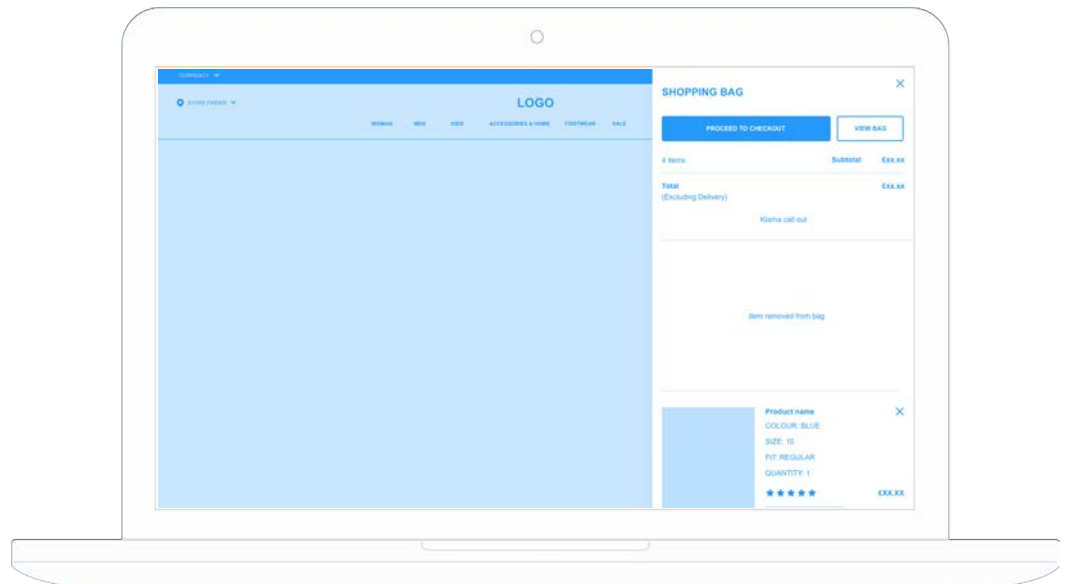 CURRENCY
STORE FINDER
LOGO
WOMAN MEN KIDS ACCESSORIES & HOME FOOTWEAR SALE
SHOPPING BAG
PROCEED TO CHECKOUT VIEW BAG
4 items Subtotal £xx.xx
Total £xx.xx
(Excluding Delivery)
Klarna call out
Item removed from bag
Product name
COLOUR: BLUE
SIZE: 10
FIT: REGULAR
QUANTITY: 1
£XX.XX